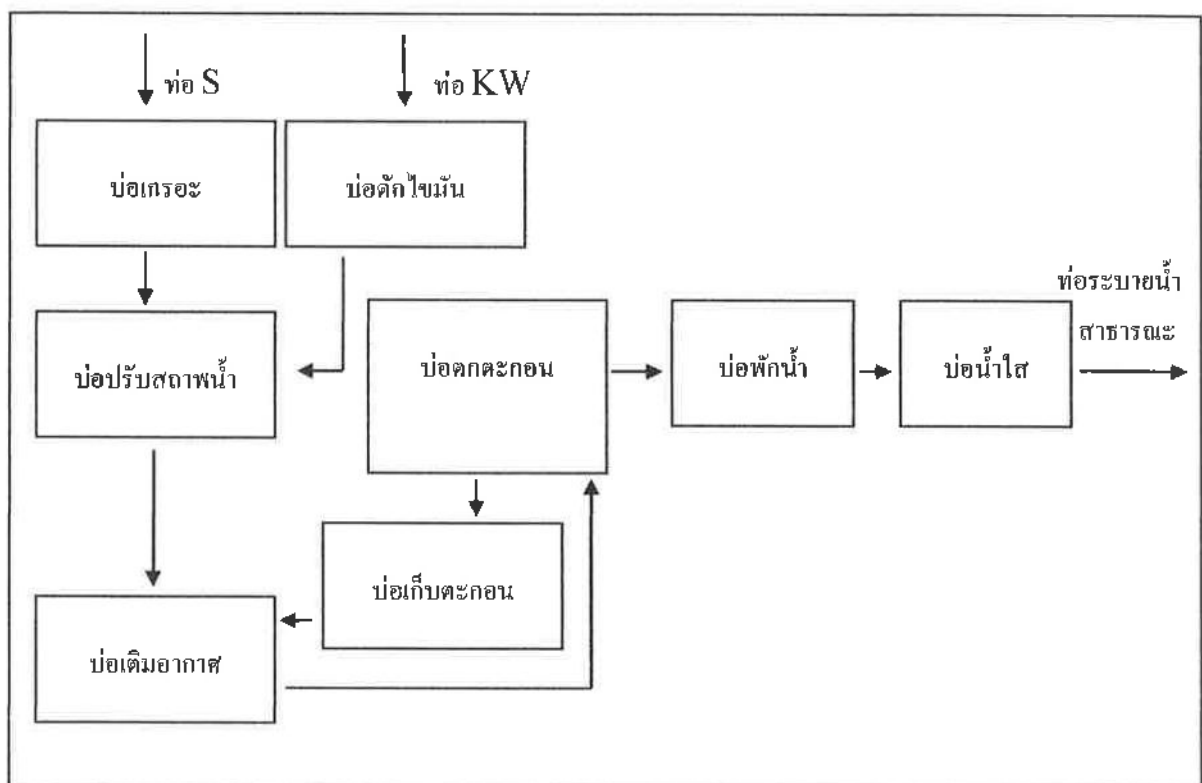 ท่อ S
ท่อ KW
บ่อเกรอะ
บ่อดักไขมัน
ท่อระบายน้ำ
สาธารณะ
บ่อปรับสถาพน้ำ
บ่อตกตะกอน
บ่อพักน้ำ
บ่อน้ำใส
บ่อเก็บตะกอน
บ่อเติมอากาศ